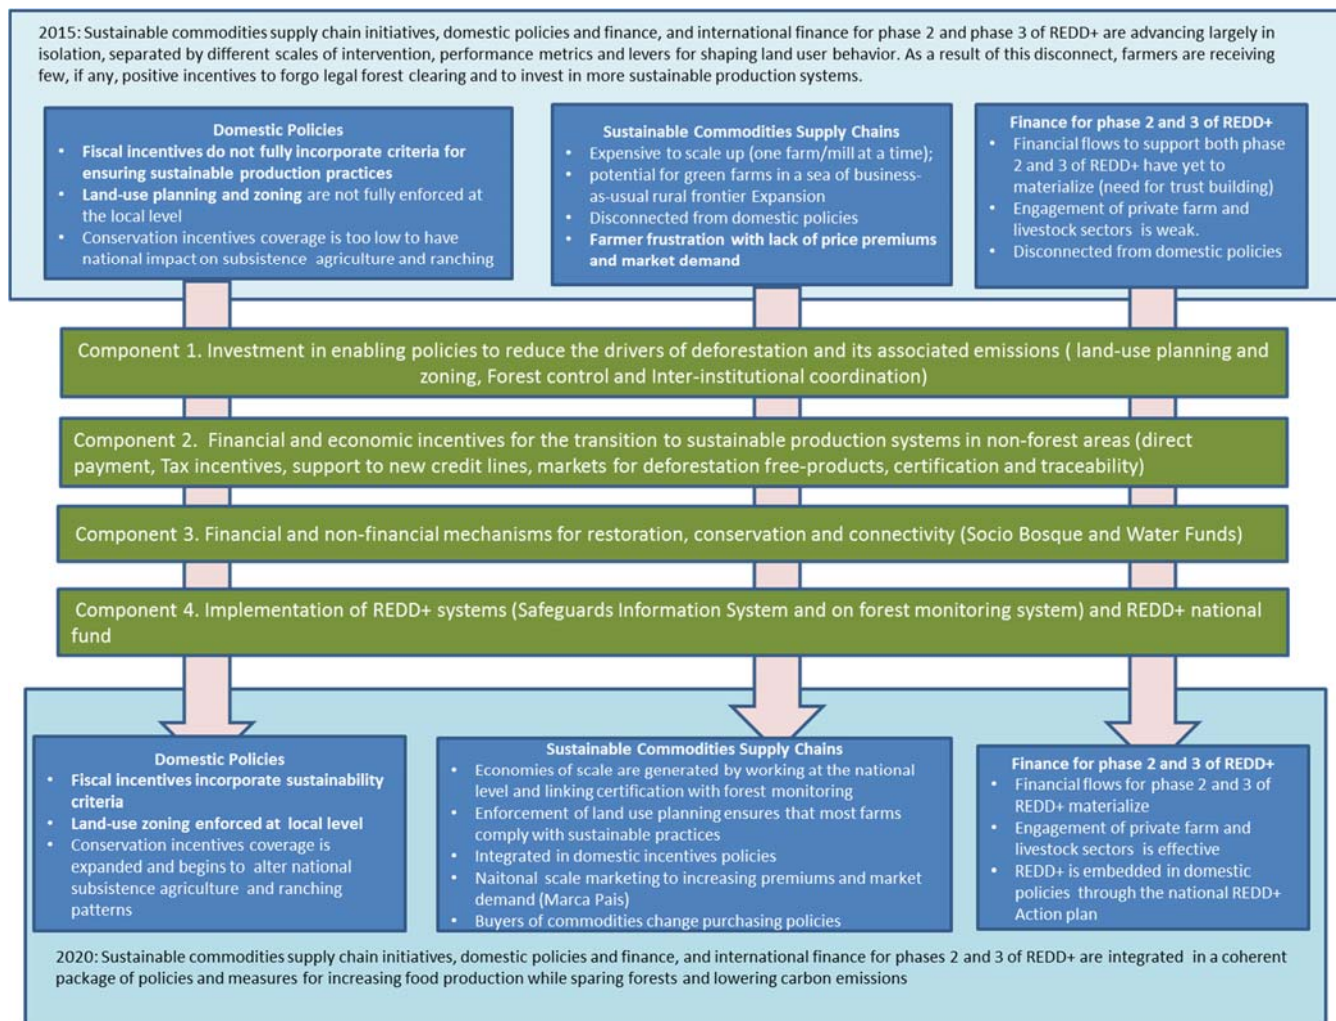 2015: Sustainable commodities supply chain initiatives, domestic policies and finance, and international finance for phase 2 and phase 3 of REDD+ are advancing largely in
isolation, separated by different scales of intervention, performance metrics and levers for shaping land user behavior. As a result of this disconnect, farmers are receiving
few, if any, positive incentives to forgo legal forest clearing and to invest in more sustainable production systems.
Domestic Policies
• Fiscal incentives do not fully incorporate criteria for
ensuring sustainable production practices
• Land-use planning and zoning are not fully enforced at
the local level
• Conservation incentives coverage is too low to have
national impact on subsistence agriculture and ranching
Sustainable Commodities Supply Chains
• Expensive to scale up (one farm/mill at a time);
• potential for green farms in a sea of business-
as-usual rural frontier Expansion
• Disconnected from domestic policies
• Farmer frustration with lack of price premiums
and market demand
Finance for phase 2 and 3 of REDD+
• Financial flows to support both phase
2 and 3 of REDD+ have yet to
materialize (need for trust building)
• Engagement of private farm and
livestock sectors is weak.
• Disconnected from domestic policies
Component 1. Investment in enabling policies to reduce the drivers of deforestation and its associated emissions ( land-use planning and
zoning, Forest control and Inter-institutional coordination)
Component 2. Financial and economic incentives for the transition to sustainable production systems in non-forest areas (direct
payment, Tax incentives, support to new credit lines, markets for deforestation free-products, certification and traceability)
Component 3. Financial and non-financial mechanisms for restoration, conservation and connectivity (Socio Bosque and Water Funds)
Component 4. Implementation of REDD+ systems (Safeguards Information System and on forest monitoring system) and REDD+ national
fund
Domestic Policies
• Fiscal incentives incorporate sustainability
criteria
• Land-use zoning enforced at local level
• Conservation incentives coverage is
expanded and begins to alter national
subsistence agriculture and ranching
patterns
Sustainable Commodities Supply Chains
• Economies of scale are generated by working at the national
level and linking certification with forest monitoring
• Enforcement of land use planning ensures that most farms
comply with sustainable practices
• Integrated in domestic incentives policies
• Naitonal scale marketing to increasing premiums and market
demand (Marca Pais)
• Buyers of commodities change purchasing policies
Finance for phase 2 and 3 of REDD+
• Financial flows for phase 2 and 3 of
REDD+ materialize
• Engagement of private farm and
livestock sectors is effective
• REDD+ is embedded in domestic
policies through the national REDD+
Action plan
2020: Sustainable commodities supply chain initiatives, domestic policies and finance, and international finance for phases 2 and 3 of REDD+ are integrated in a coherent
package of policies and measures for increasing food production while sparing forests and lowering carbon emissions